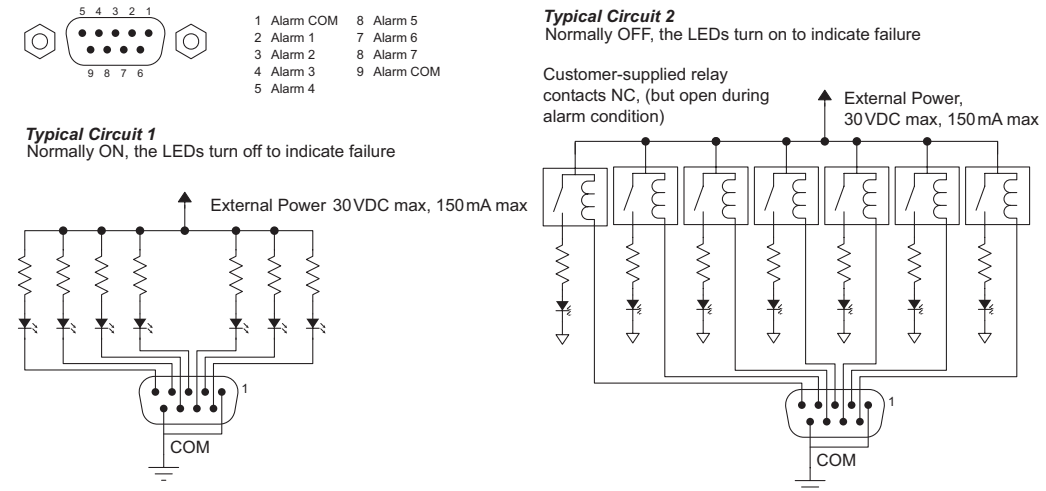 5 4 3 2 1
9 8 7 6
1 Alarm COM
2 Alarm 1
3 Alarm 2
4 Alarm 3
5 Alarm 4
8 Alarm 5
7 Alarm 6
8 Alarm 7
9 Alarm COM
Typical Circuit 1
Normally ON, the LEDs turn off to indicate failure
External Power 30VDC max, 150mA max
1
COM
Typical Circuit 2
Normally OFF, the LEDs turn on to indicate failure
Customer-supplied relay
contacts NC, (but open during
alarm condition)
External Power,
30VDC max, 150mA max
1
COM